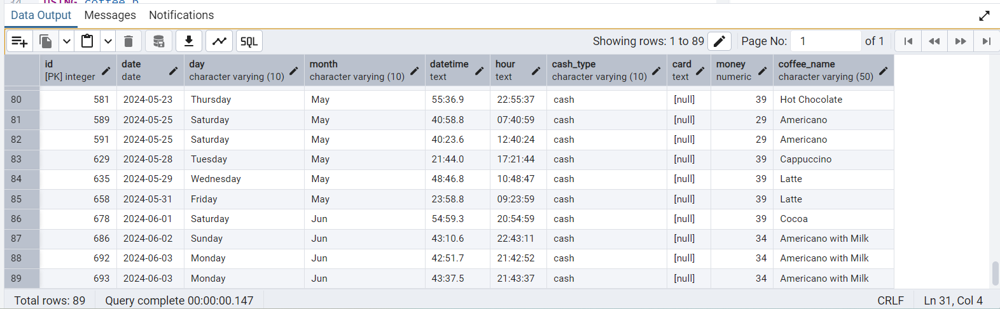 Data Output Messages Notifications
SQL Showing rows: 1 to 89 Page No: 1 of 1
id date day month datetime hour cash_type card money coffee_name
[PK] integer date character varying (10) character varying (10) text text character varying (10) text numeric character varying (50)
80 581 2024-05-23 Thursday May 55:36.9 22:55:37 cash [null] 39 Hot Chocolate
81 589 2024-05-25 Saturday May 40:58.8 07:40:59 cash [null] 29 Americano
82 591 2024-05-25 Saturday May 40:23.6 12:40:24 cash [null] 29 Americano
83 629 2024-05-28 Tuesday May 21:44.0 17:21:44 cash [null] 39 Cappuccino
84 635 2024-05-29 Wednesday May 48:46.8 10:48:47 cash [null] 39 Latte
85 658 2024-05-31 Friday May 23:58.8 09:23:59 cash [null] 39 Latte
86 678 2024-06-01 Saturday Jun 54:59.3 20:54:59 cash [null] 39 Cocoa
87 686 2024-06-02 Sunday Jun 43:10.6 22:43:11 cash [null] 34 Americano with Milk
88 692 2024-06-03 Monday Jun 42:51.7 21:42:52 cash [null] 34 Americano with Milk
89 693 2024-06-03 Monday Jun 43:37.5 21:43:37 cash [null] 34 Americano with Milk
Total rows: 89 Query complete 00:00:00.147 CRLF Ln 31, Col 4